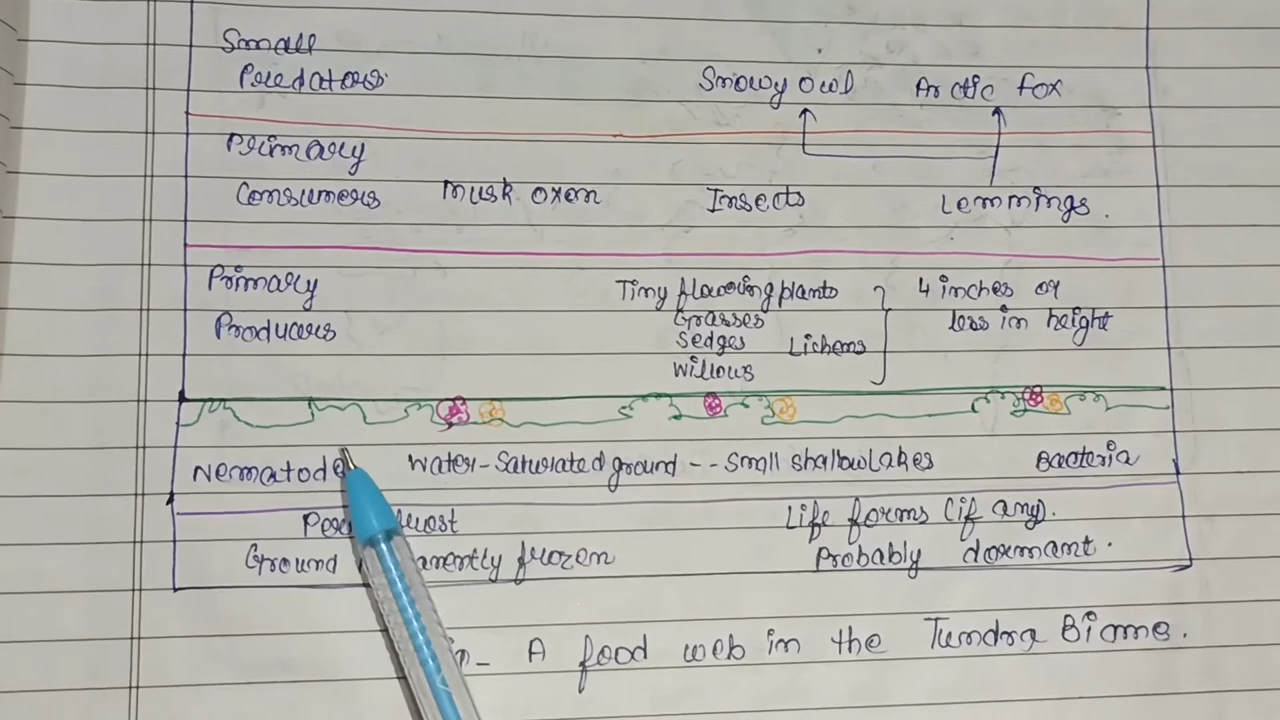 Small
Predators
Snowy owl Arctic fox
Primary
Consumers Musk oxen Insects Lemmings.
Primary
Producers
Tiny flowering plants
Grasses
Sedges Lichens
Willows
4 inches or
less in height
Water-Saturated ground -- Small shallow lakes Bacteria
Life forms (if any).
Ground frozen Probably dormant.
A food web in the Tundra Biome.